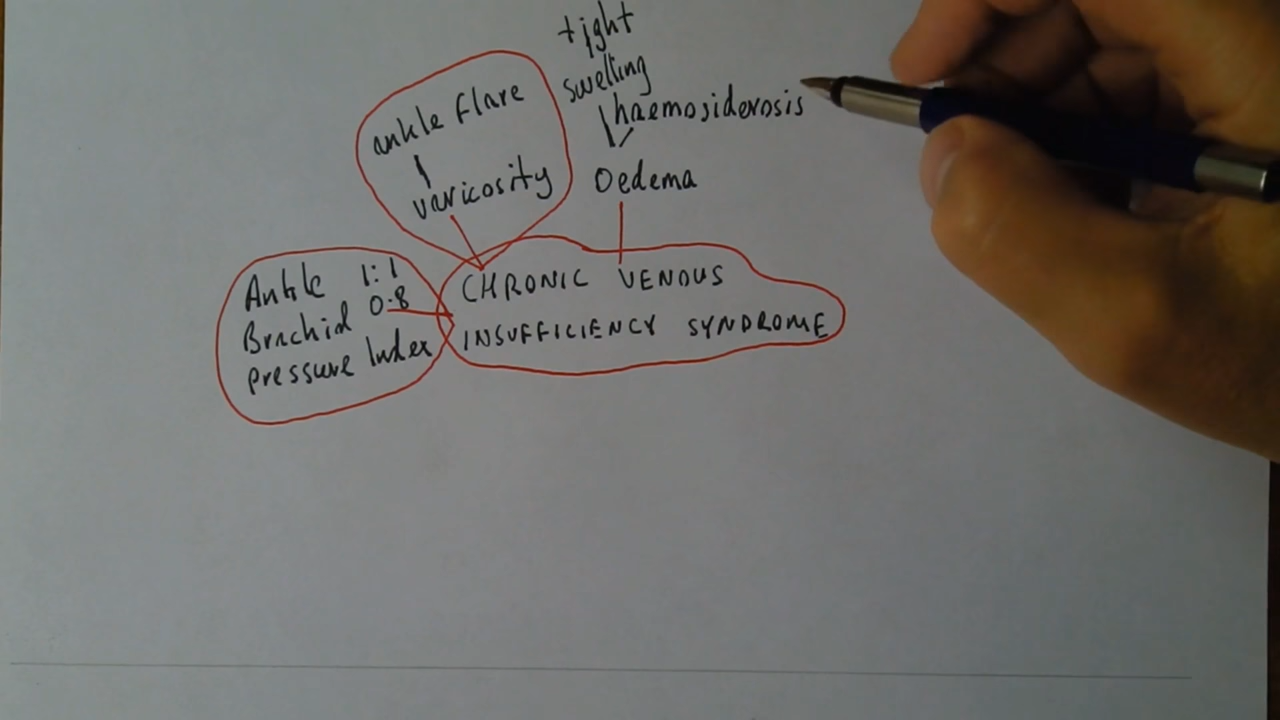 tight
swelling
haemosiderosis
Oedema
ankle flare
varicosity
Ankle 1:1
Brachial 0.8
pressure Index
CHRONIC VENOUS
INSUFFICIENCY SYNDROME